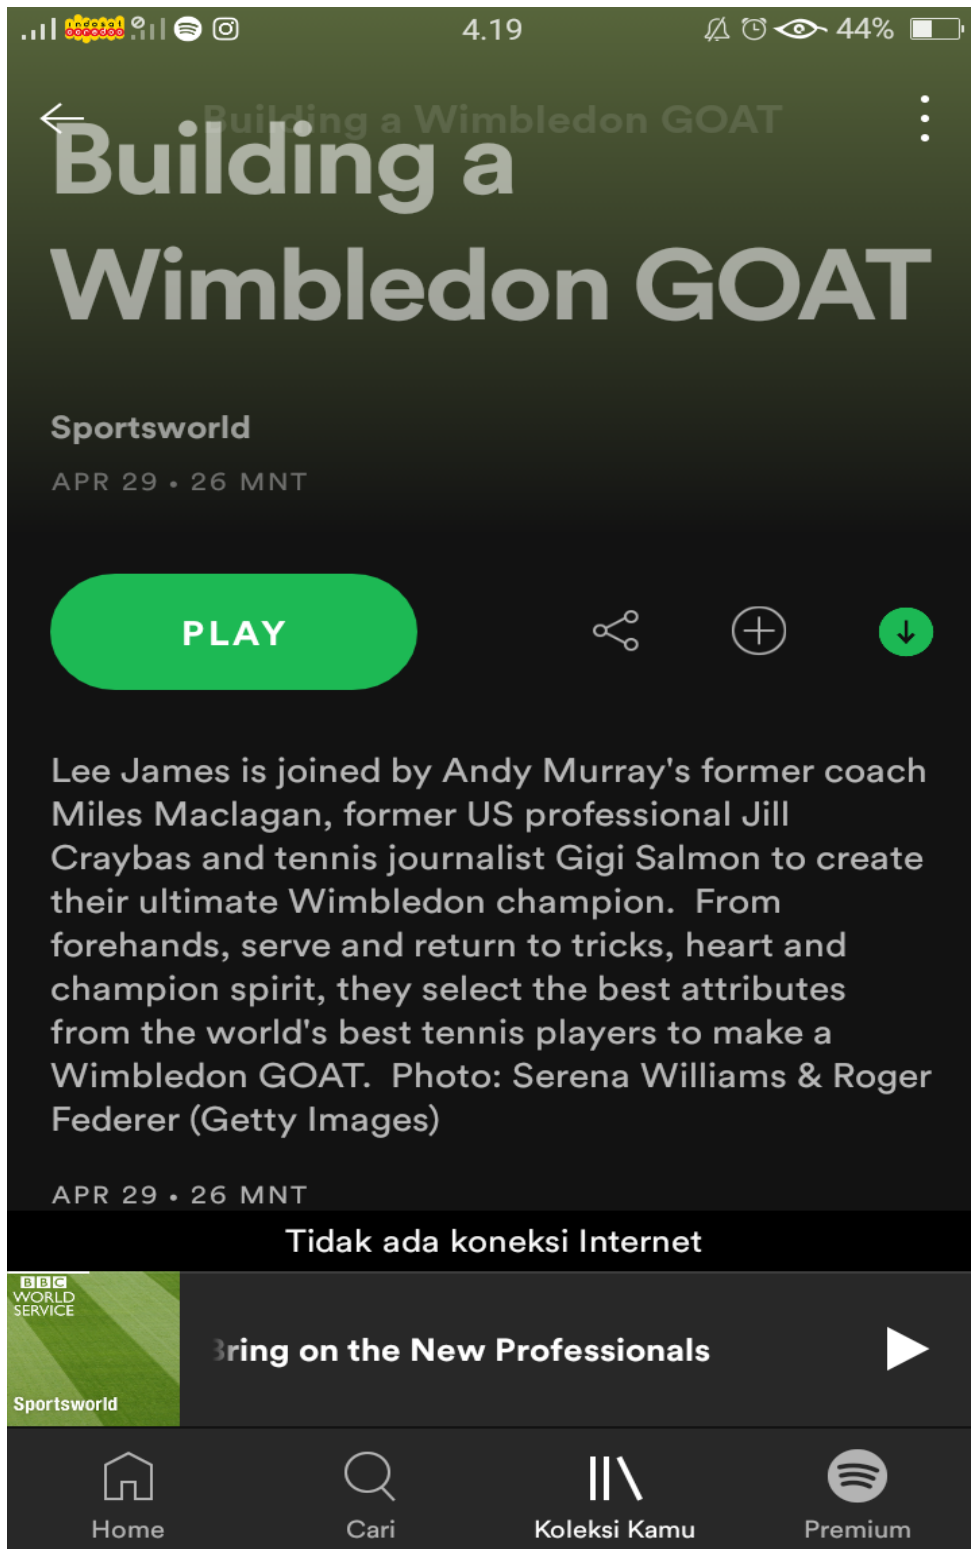 indosat
ooredoo
4.19
44%
Building a Wimbledon GOAT
Building a
Wimbledon GOAT
Sportsworld
APR 29 • 26 MNT
PLAY
Lee James is joined by Andy Murray's former coach
Miles Maclagan, former US professional Jill
Craybas and tennis journalist Gigi Salmon to create
their ultimate Wimbledon champion.  From
forehands, serve and return to tricks, heart and
champion spirit, they select the best attributes
from the world's best tennis players to make a
Wimbledon GOAT.  Photo: Serena Williams & Roger
Federer (Getty Images)
APR 29 • 26 MNT
Tidak ada koneksi Internet
BBC
WORLD
SERVICE
Sportsworld
Bring on the New Professionals
Home
Cari
Koleksi Kamu
Premium